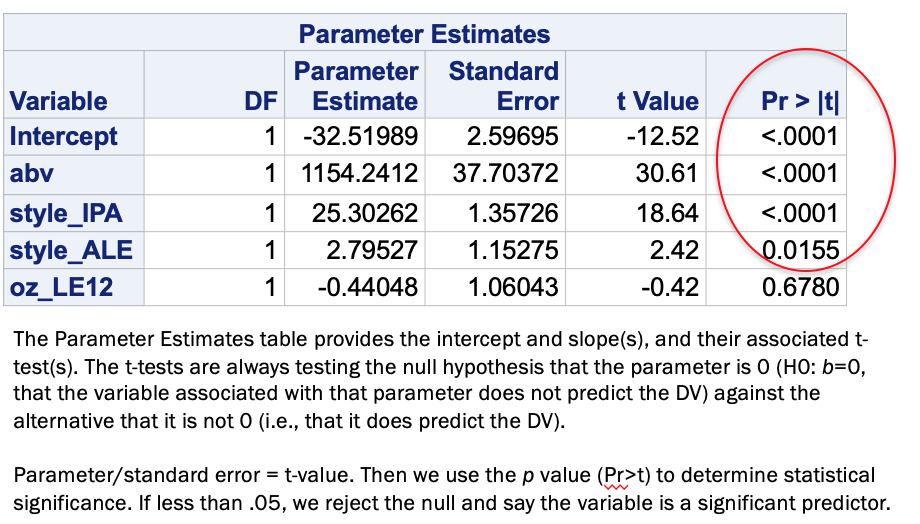 Parameter Estimates
Variable DF Parameter Estimate Standard Error t Value Pr > |t|
Intercept 1 -32.51989 2.59695 -12.52 <.0001
abv 1 1154.2412 37.70372 30.61 <.0001
style_IPA 1 25.30262 1.35726 18.64 <.0001
style_ALE 1 2.79527 1.15275 2.42 0.0155
oz_LE12 1 -0.44048 1.06043 -0.42 0.6780
The Parameter Estimates table provides the intercept and slope(s), and their associated t-
test(s). The t-tests are always testing the null hypothesis that the parameter is 0 (H0: b=0,
that the variable associated with that parameter does not predict the DV) against the
alternative that it is not 0 (i.e., that it does predict the DV).
Parameter/standard error = t-value. Then we use the p value (Pr>t) to determine statistical
significance. If less than .05, we reject the null and say the variable is a significant predictor.